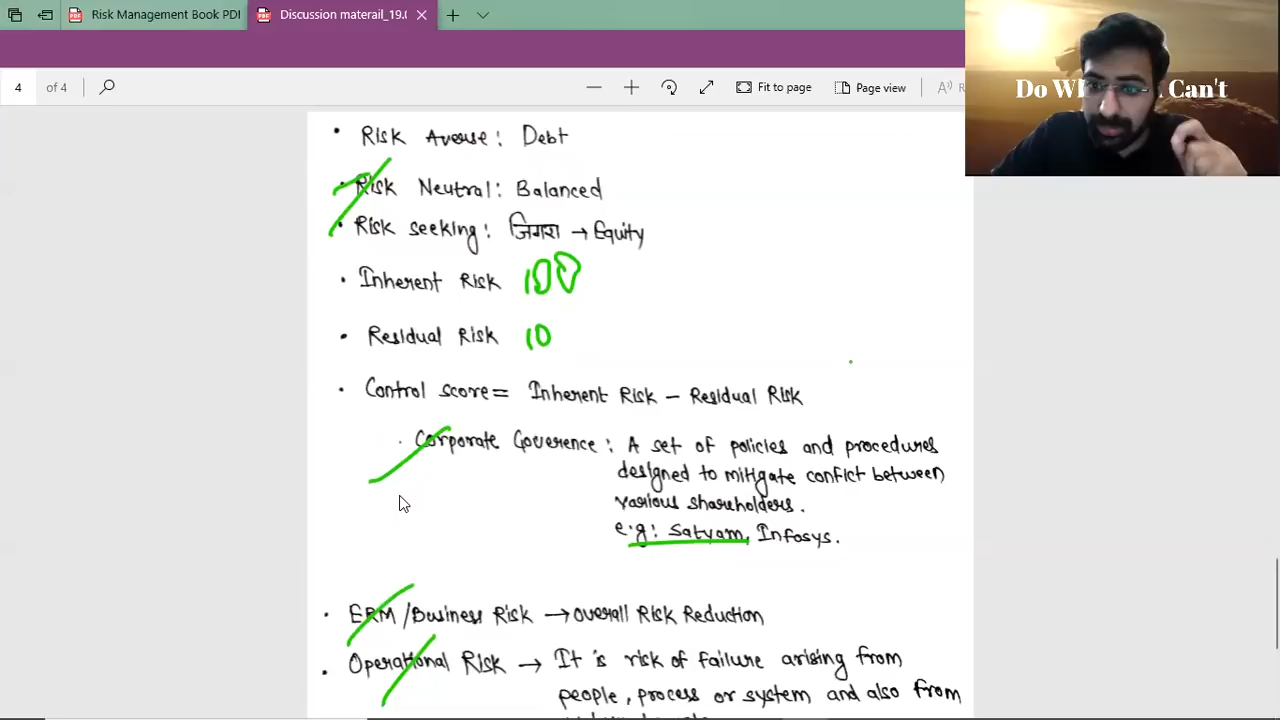 Risk Management Book PDI
Discussion materail_19.0
4 of 4
Fit to page
Page view
Do W Can't
• Risk Averse: Debt
• Risk Neutral: Balanced
• Risk seeking: जिगरा → Equity
• Inherent Risk 100
• Residual Risk 10
• Control score = Inherent Risk - Residual Risk
• Corporate Goverence: A set of policies and procedures
designed to mitigate confict between
various shareholders.
e.g: Satyam, Infosys.
• ERM/Business Risk → overall Risk Reduction
• Operational Risk → It is risk of failure arising from
people, process or system and also from